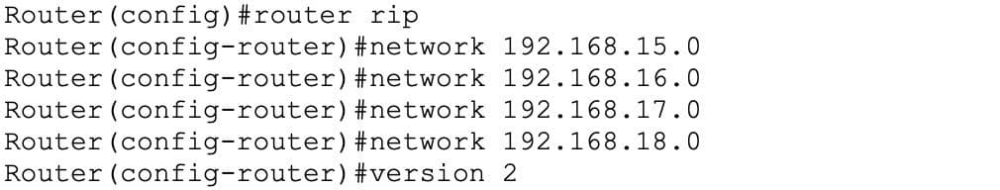 Router(config)#router rip
Router(config-router)#network 192.168.15.0
Router(config-router)#network 192.168.16.0
Router(config-router)#network 192.168.17.0
Router(config-router)#network 192.168.18.0
Router(config-router)#version 2